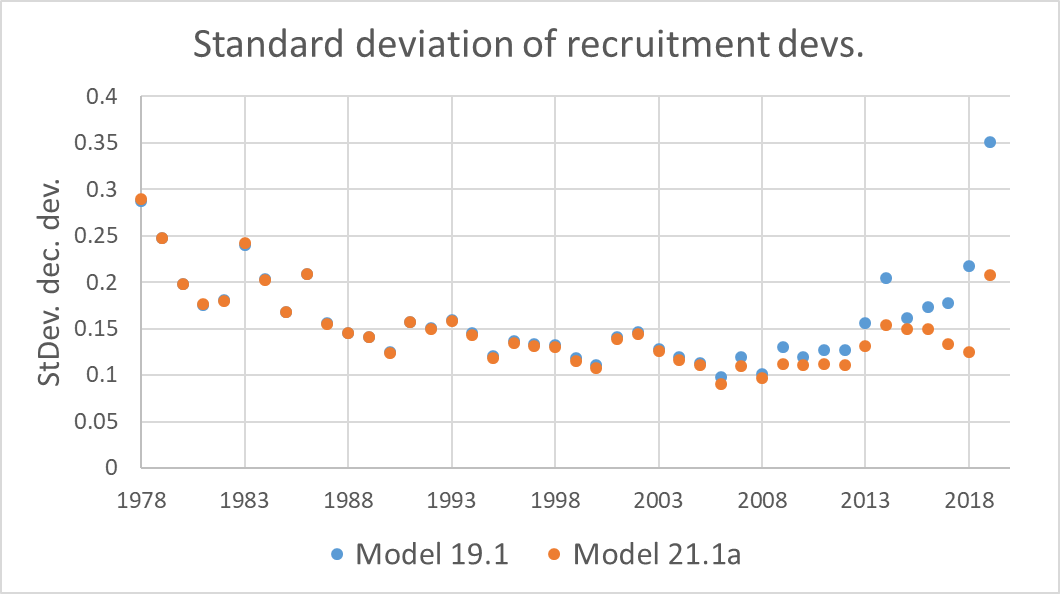 Standard deviation of recruitment devs.
StDev. dec. dev.
0.4
0.35
0.3
0.25
0.2
0.15
0.1
0.05
0
1978 1983 1988 1993 1998 2003 2008 2013 2018
Model 19.1 Model 21.1a